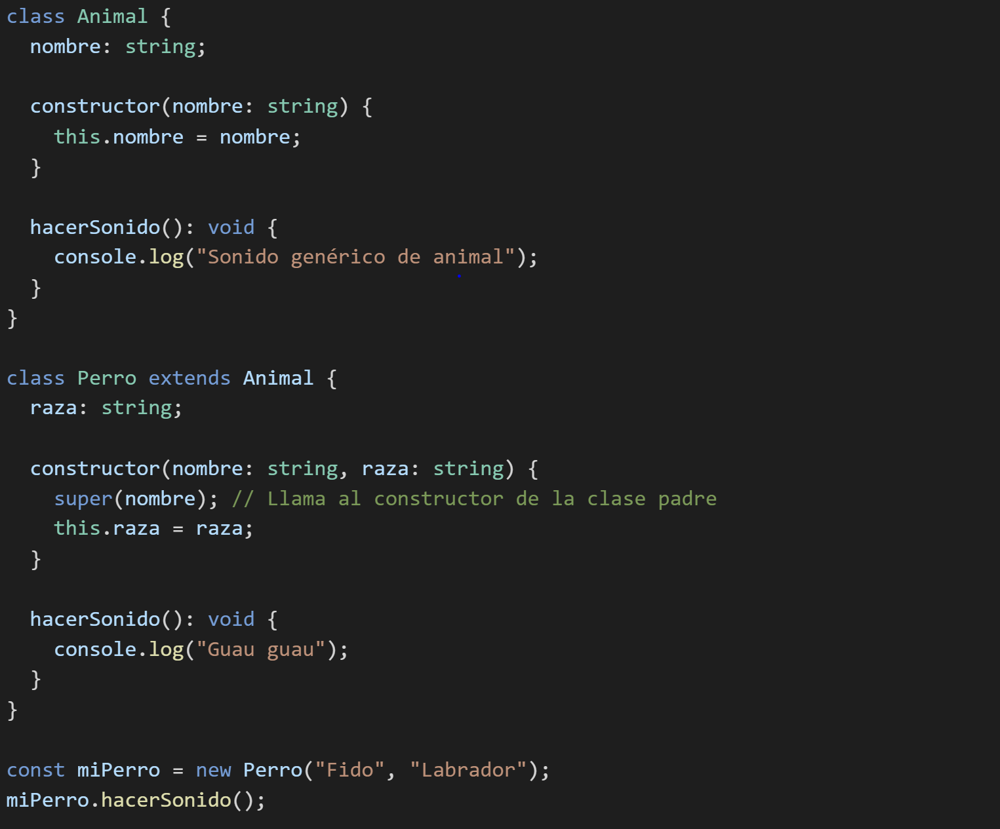 class Animal {
  nombre: string;

  constructor(nombre: string) {
    this.nombre = nombre;
  }

  hacerSonido(): void {
    console.log("Sonido genérico de animal");
  }
}

class Perro extends Animal {
  raza: string;

  constructor(nombre: string, raza: string) {
    super(nombre); // Llama al constructor de la clase padre
    this.raza = raza;
  }

  hacerSonido(): void {
    console.log("Guau guau");
  }
}

const miPerro = new Perro("Fido", "Labrador");
miPerro.hacerSonido();